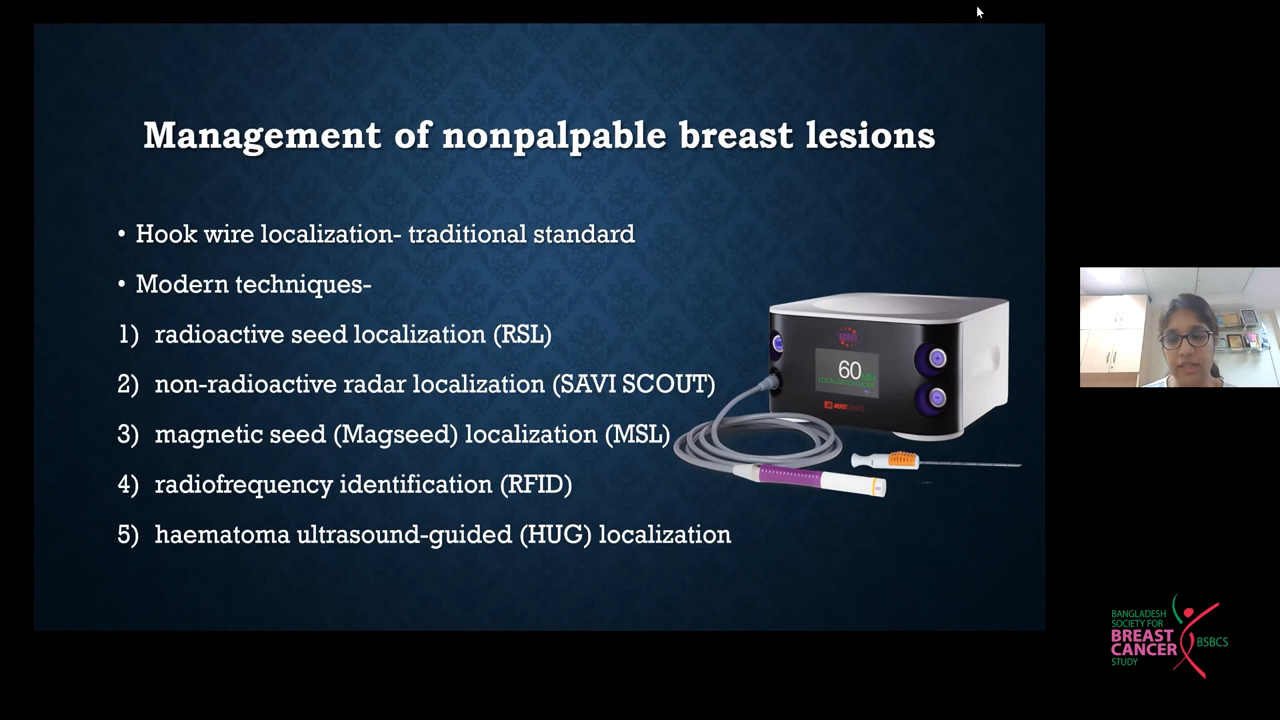 Management of nonpalpable breast lesions
• Hook wire localization- traditional standard
• Modern techniques-
1) radioactive seed localization (RSL)
2) non-radioactive radar localization (SAVI SCOUT)
3) magnetic seed (Magseed) localization (MSL)
4) radiofrequency identification (RFID)
5) haematoma ultrasound-guided (HUG) localization
60 MM
LOCALIZATION MODE
BANGLADESH
SOCIETY FOR
BREAST
CANCER
STUDY
BSBCS